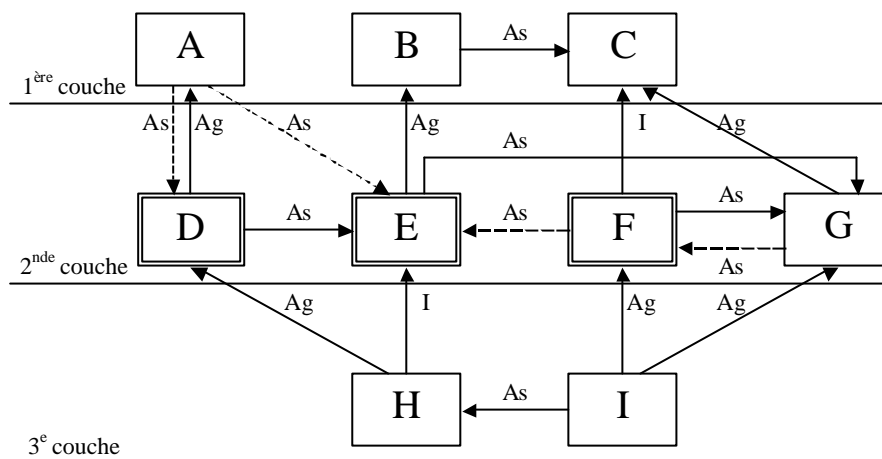 A B As C
1ère couche
As Ag As Ag I Ag
As
D As E As F As G
As
2nde couche
Ag I Ag Ag
H As I
3e couche